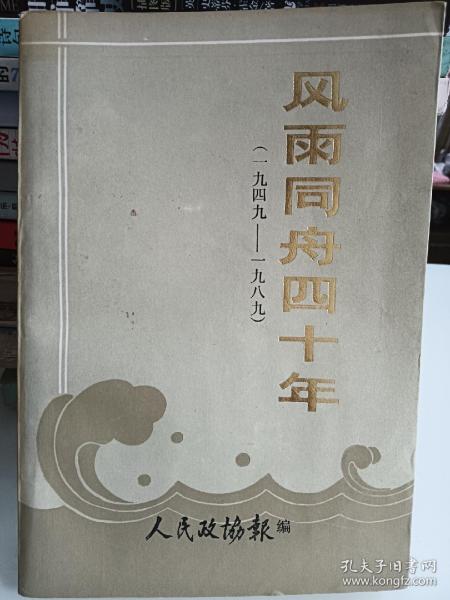 风雨同舟四十年
（一九四九——一九八九）
人民政协報编
孔夫子旧书网
www.kongfz.com